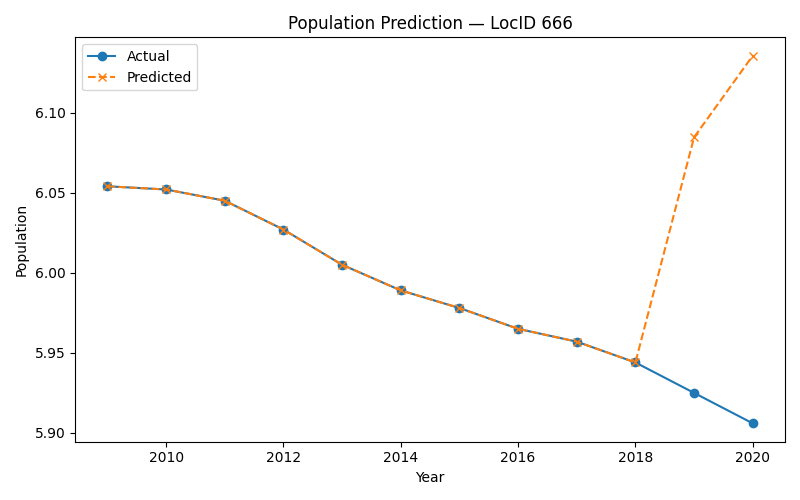 Population Prediction — LocID 666
Actual
Predicted
Population
6.10
6.05
6.00
5.95
5.90
2010 2012 2014 2016 2018 2020
Year